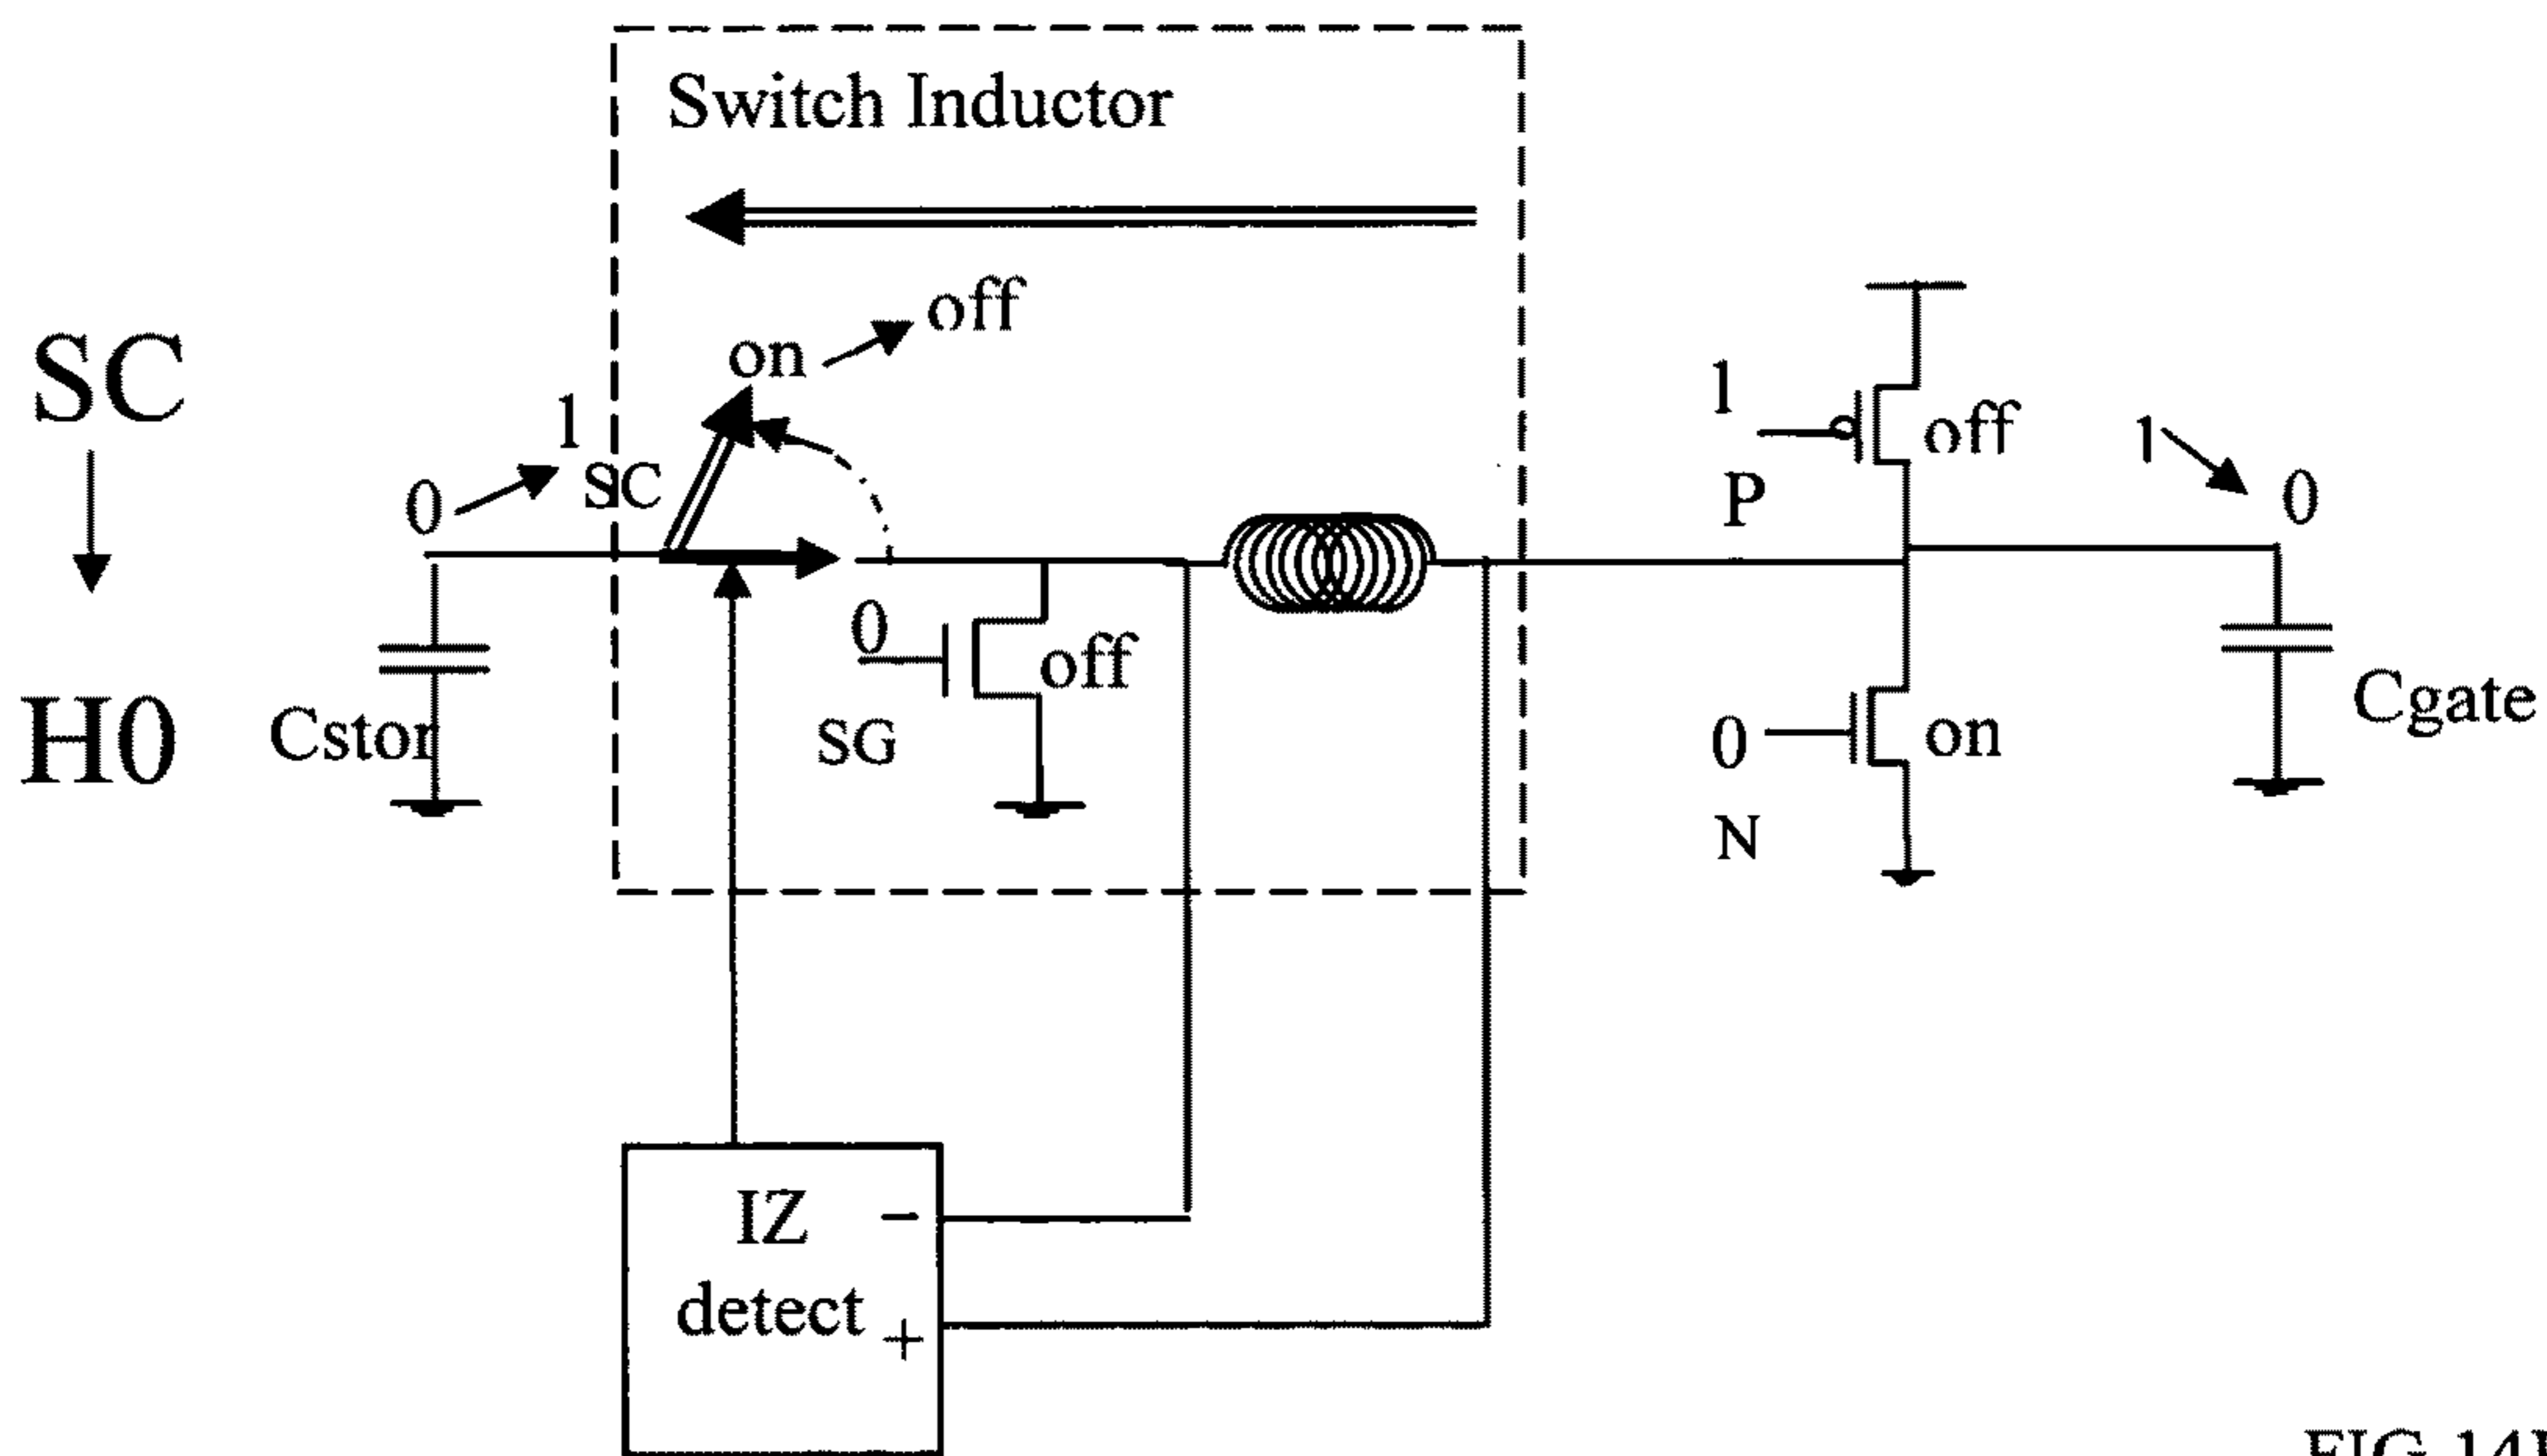 Switch Inductor
on
off
SC
0
1
SC
H0
Cstor
0
off
SG
1
P
off
1
0
0
on
N
Cgate
IZ
detect
−
+